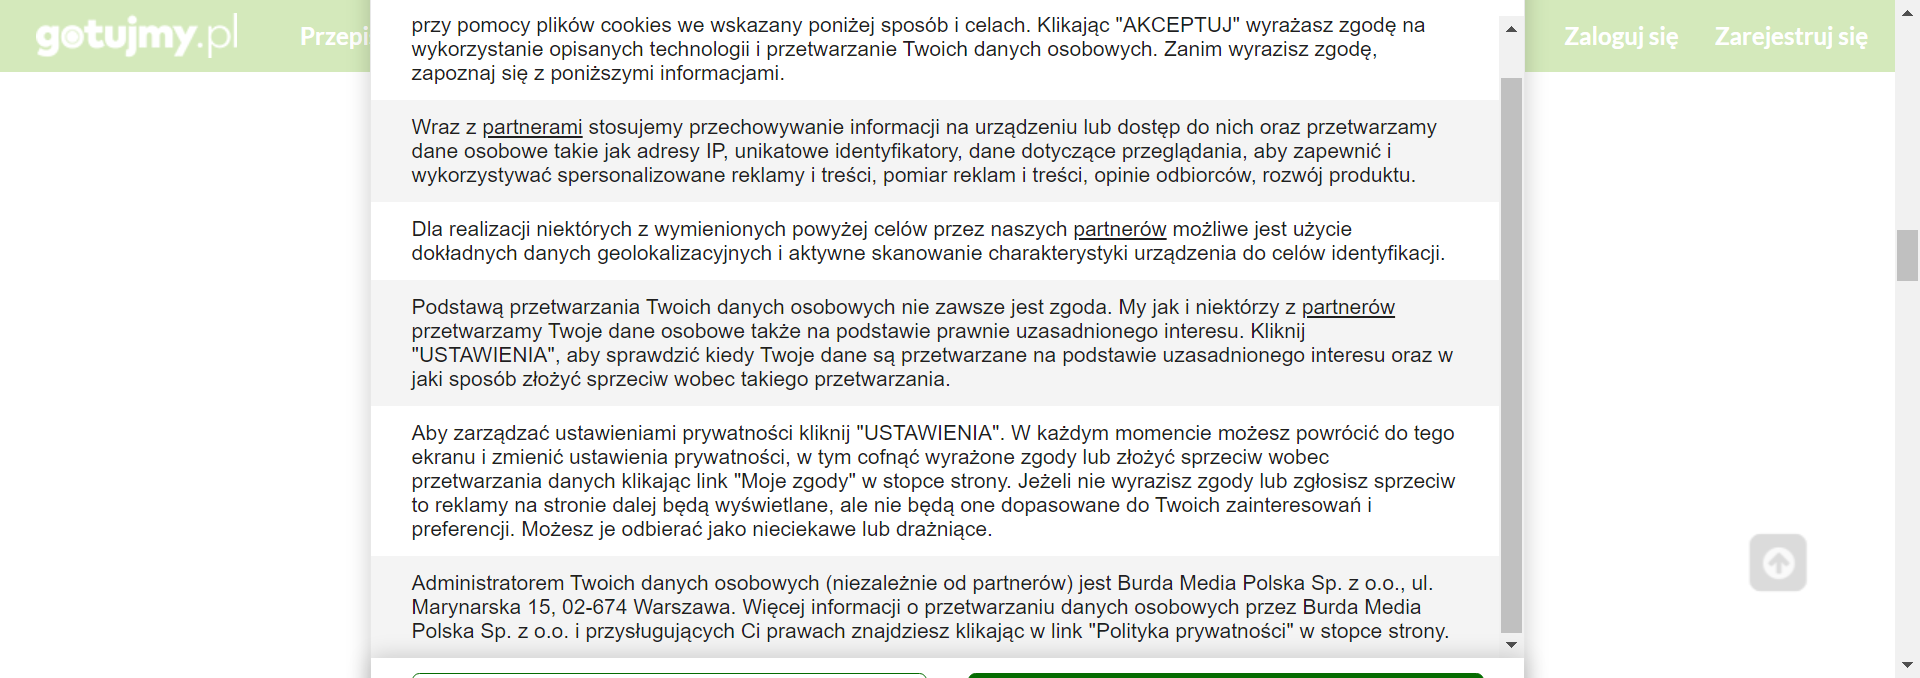 gotujmy.pl
Przepi
Zaloguj się
Zarejestruj się
przy pomocy plików cookies we wskazany poniżej sposób i celach. Klikając "AKCEPTUJ" wyrażasz zgodę na
wykorzystanie opisanych technologii i przetwarzanie Twoich danych osobowych. Zanim wyrazisz zgodę,
zapoznaj się z poniższymi informacjami.
Wraz z partnerami stosujemy przechowywanie informacji na urządzeniu lub dostęp do nich oraz przetwarzamy
dane osobowe takie jak adresy IP, unikatowe identyfikatory, dane dotyczące przeglądania, aby zapewnić i
wykorzystywać spersonalizowane reklamy i treści, pomiar reklam i treści, opinie odbiorców, rozwój produktu.
Dla realizacji niektórych z wymienionych powyżej celów przez naszych partnerów możliwe jest użycie
dokładnych danych geolokalizacyjnych i aktywne skanowanie charakterystyki urządzenia do celów identyfikacji.
Podstawą przetwarzania Twoich danych osobowych nie zawsze jest zgoda. My jak i niektórzy z partnerów
przetwarzamy Twoje dane osobowe także na podstawie prawnie uzasadnionego interesu. Kliknij
"USTAWIENIA", aby sprawdzić kiedy Twoje dane są przetwarzane na podstawie uzasadnionego interesu oraz w
jaki sposób złożyć sprzeciw wobec takiego przetwarzania.
Aby zarządzać ustawieniami prywatności kliknij "USTAWIENIA". W każdym momencie możesz powrócić do tego
ekranu i zmienić ustawienia prywatności, w tym cofnąć wyrażone zgody lub złożyć sprzeciw wobec
przetwarzania danych klikając link "Moje zgody" w stopce strony. Jeżeli nie wyrazisz zgody lub zgłosisz sprzeciw
to reklamy na stronie dalej będą wyświetlane, ale nie będą one dopasowane do Twoich zainteresowań i
preferencji. Możesz je odbierać jako nieciekawe lub drażniące.
Administratorem Twoich danych osobowych (niezależnie od partnerów) jest Burda Media Polska Sp. z o.o., ul.
Marynarska 15, 02-674 Warszawa. Więcej informacji o przetwarzaniu danych osobowych przez Burda Media
Polska Sp. z o.o. i przysługujących Ci prawach znajdziesz klikając w link "Polityka prywatności" w stopce strony.